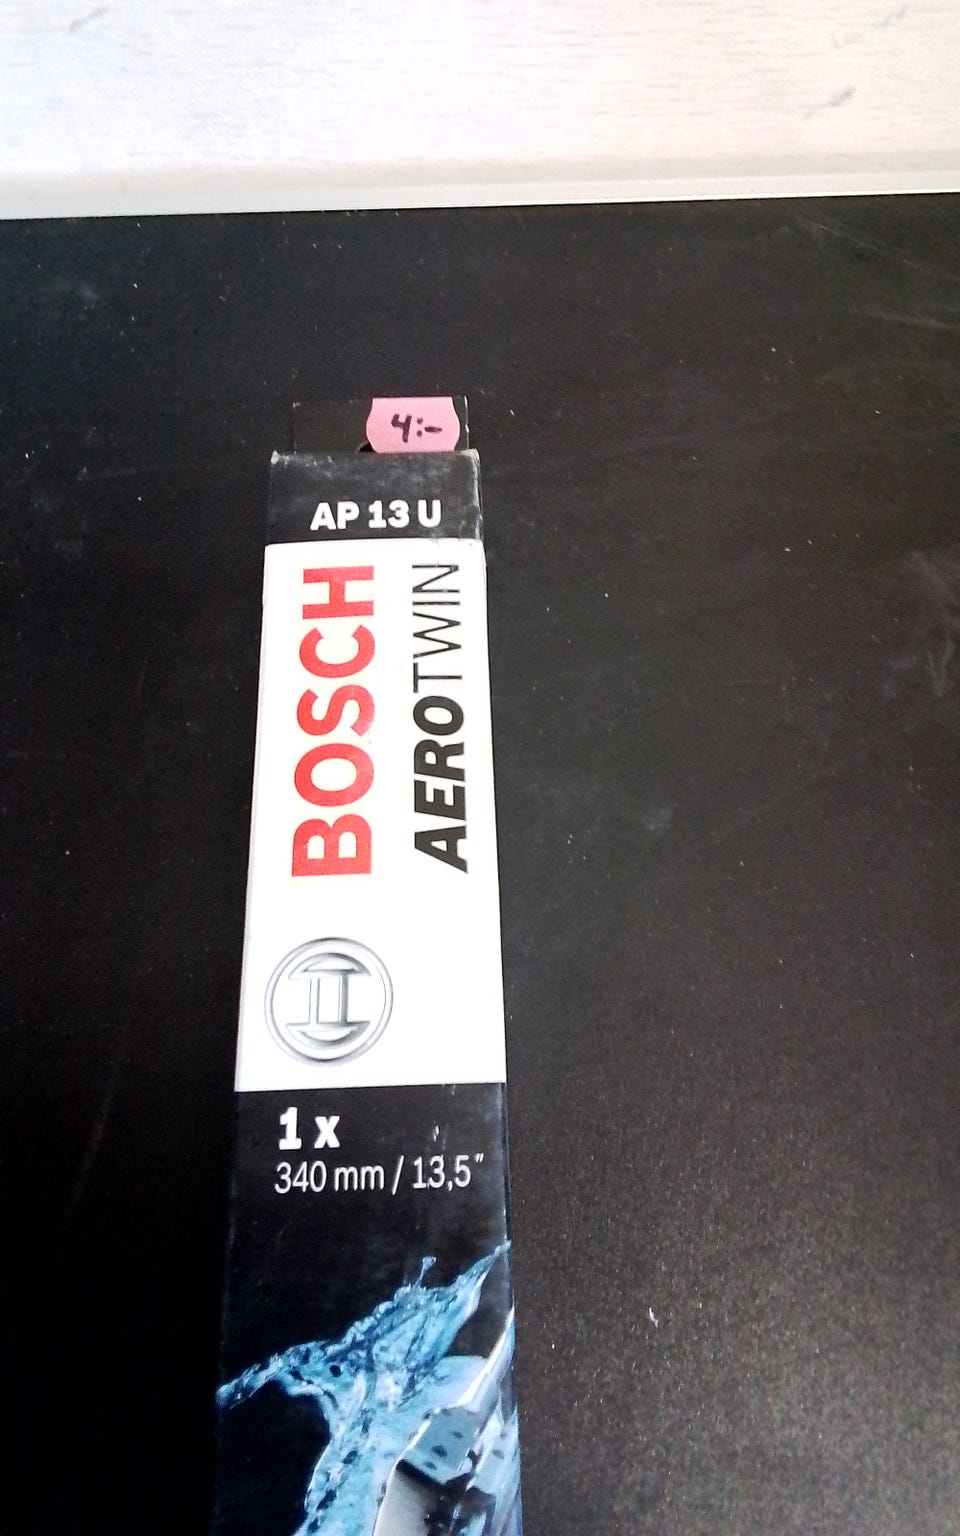 4:-
AP 13 U
BOSCH
AEROTWIN
1 x
340 mm / 13,5"